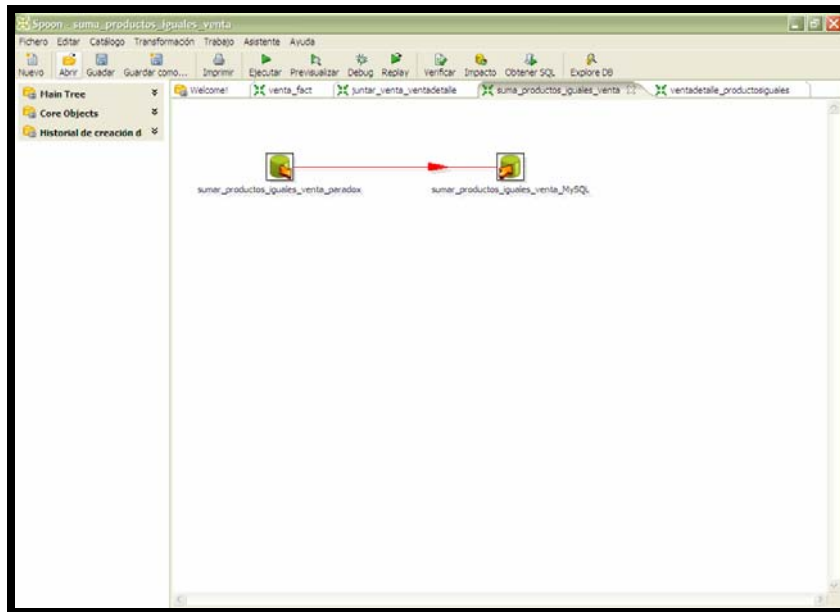 Spoon - suma_productos_iguales_venta
Fichero Editar Catálogo Transformación Trabajo Asistente Ayuda
Nuevo Abrir Guadar Guardar como... Imprimir Ejecutar Previsualizar Debug Replay Verificar Impacto Obtener SQL Explore DB
Main Tree
Core Objects
Historial de creación d
Welcome! venta_fact juntar_venta_ventadetalle suma_productos_iguales_venta ventadetalle_productosiguales
sumar_productos_iguales_venta_paradox sumar_productos_iguales_venta_MySQL